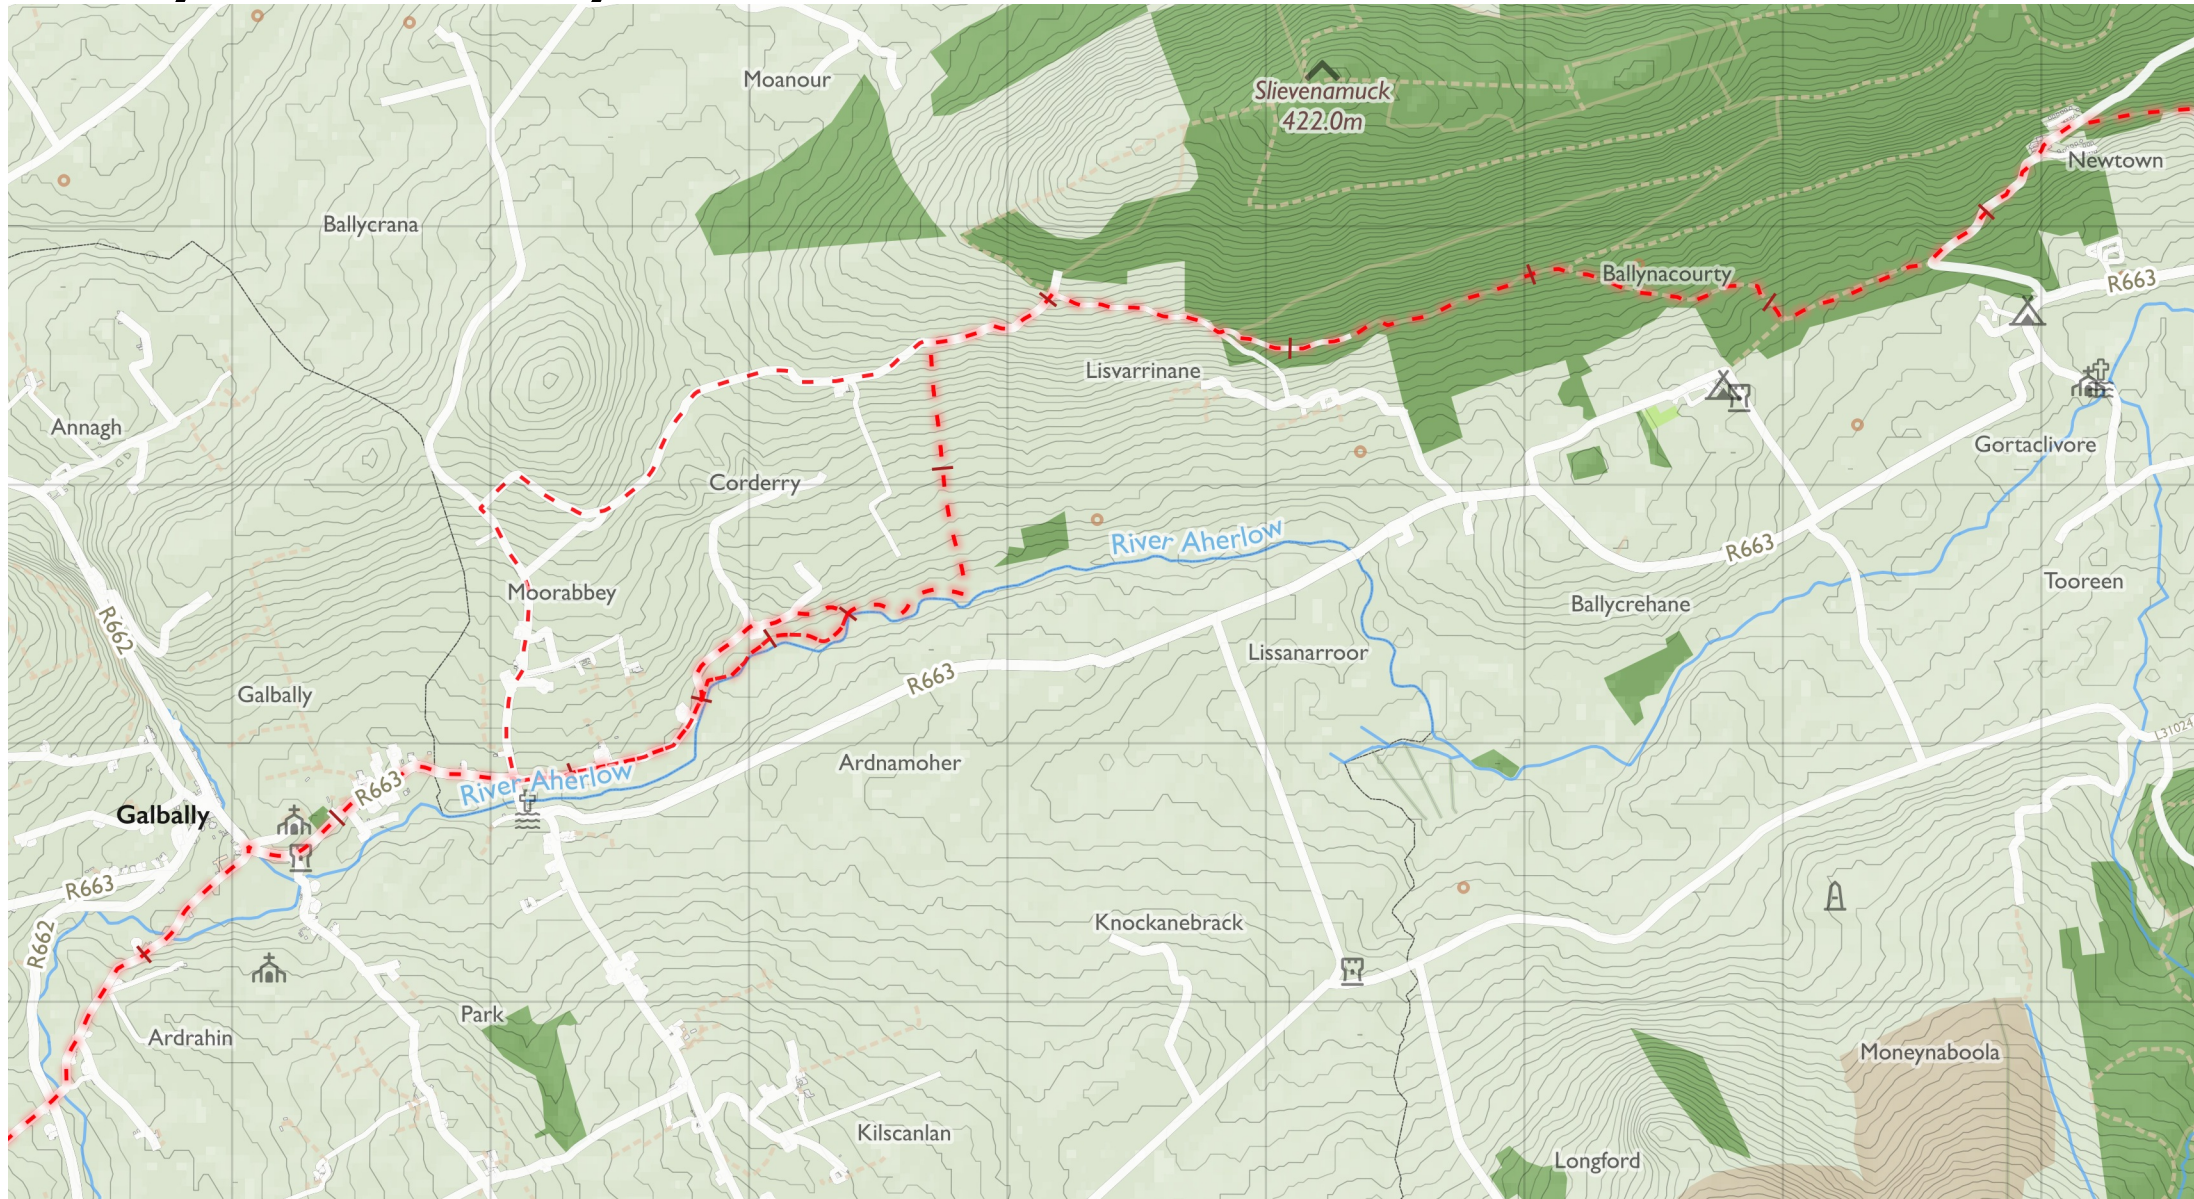 Moanour
Slievenamuck
422.0m
Newtown
Ballycrana
Ballynacourty
R663
Lisvarrinane
Annagh
Gortaclivore
Corderry
River Aherlow
R663
Moorabbey
Tooreen
Ballycrehane
R662
Lissanarroor
R663
Galbally
L31024
Ardnamoher
River Aherlow
R663
Galbally
R663
Knockanebrack
R662
Park
Ardrahin
Moneynaboola
Kilscanlan
Longford